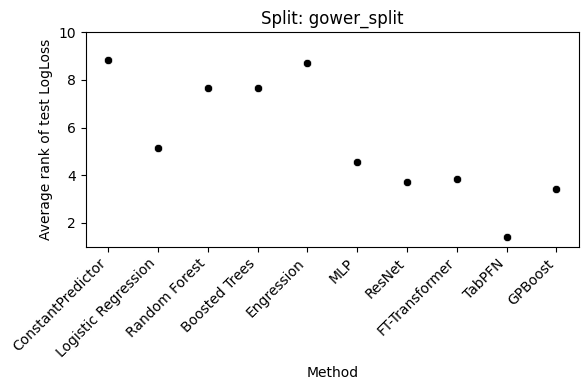 Split: gower_split
Average rank of test LogLoss
10
8
6
4
2
ConstantPredictor
Logistic Regression
Random Forest
Boosted Trees
Engression
MLP
ResNet
FT-Transformer
TabPFN
GPBoost
Method